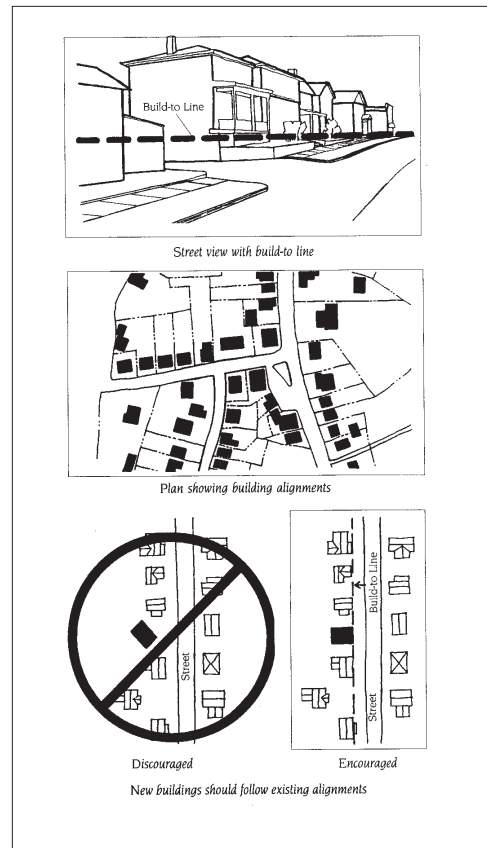 Build-to Line
Street view with build-to line
Plan showing building alignments
Street
Build-to Line
Street
Discouraged
Encouraged
New buildings should follow existing alignments